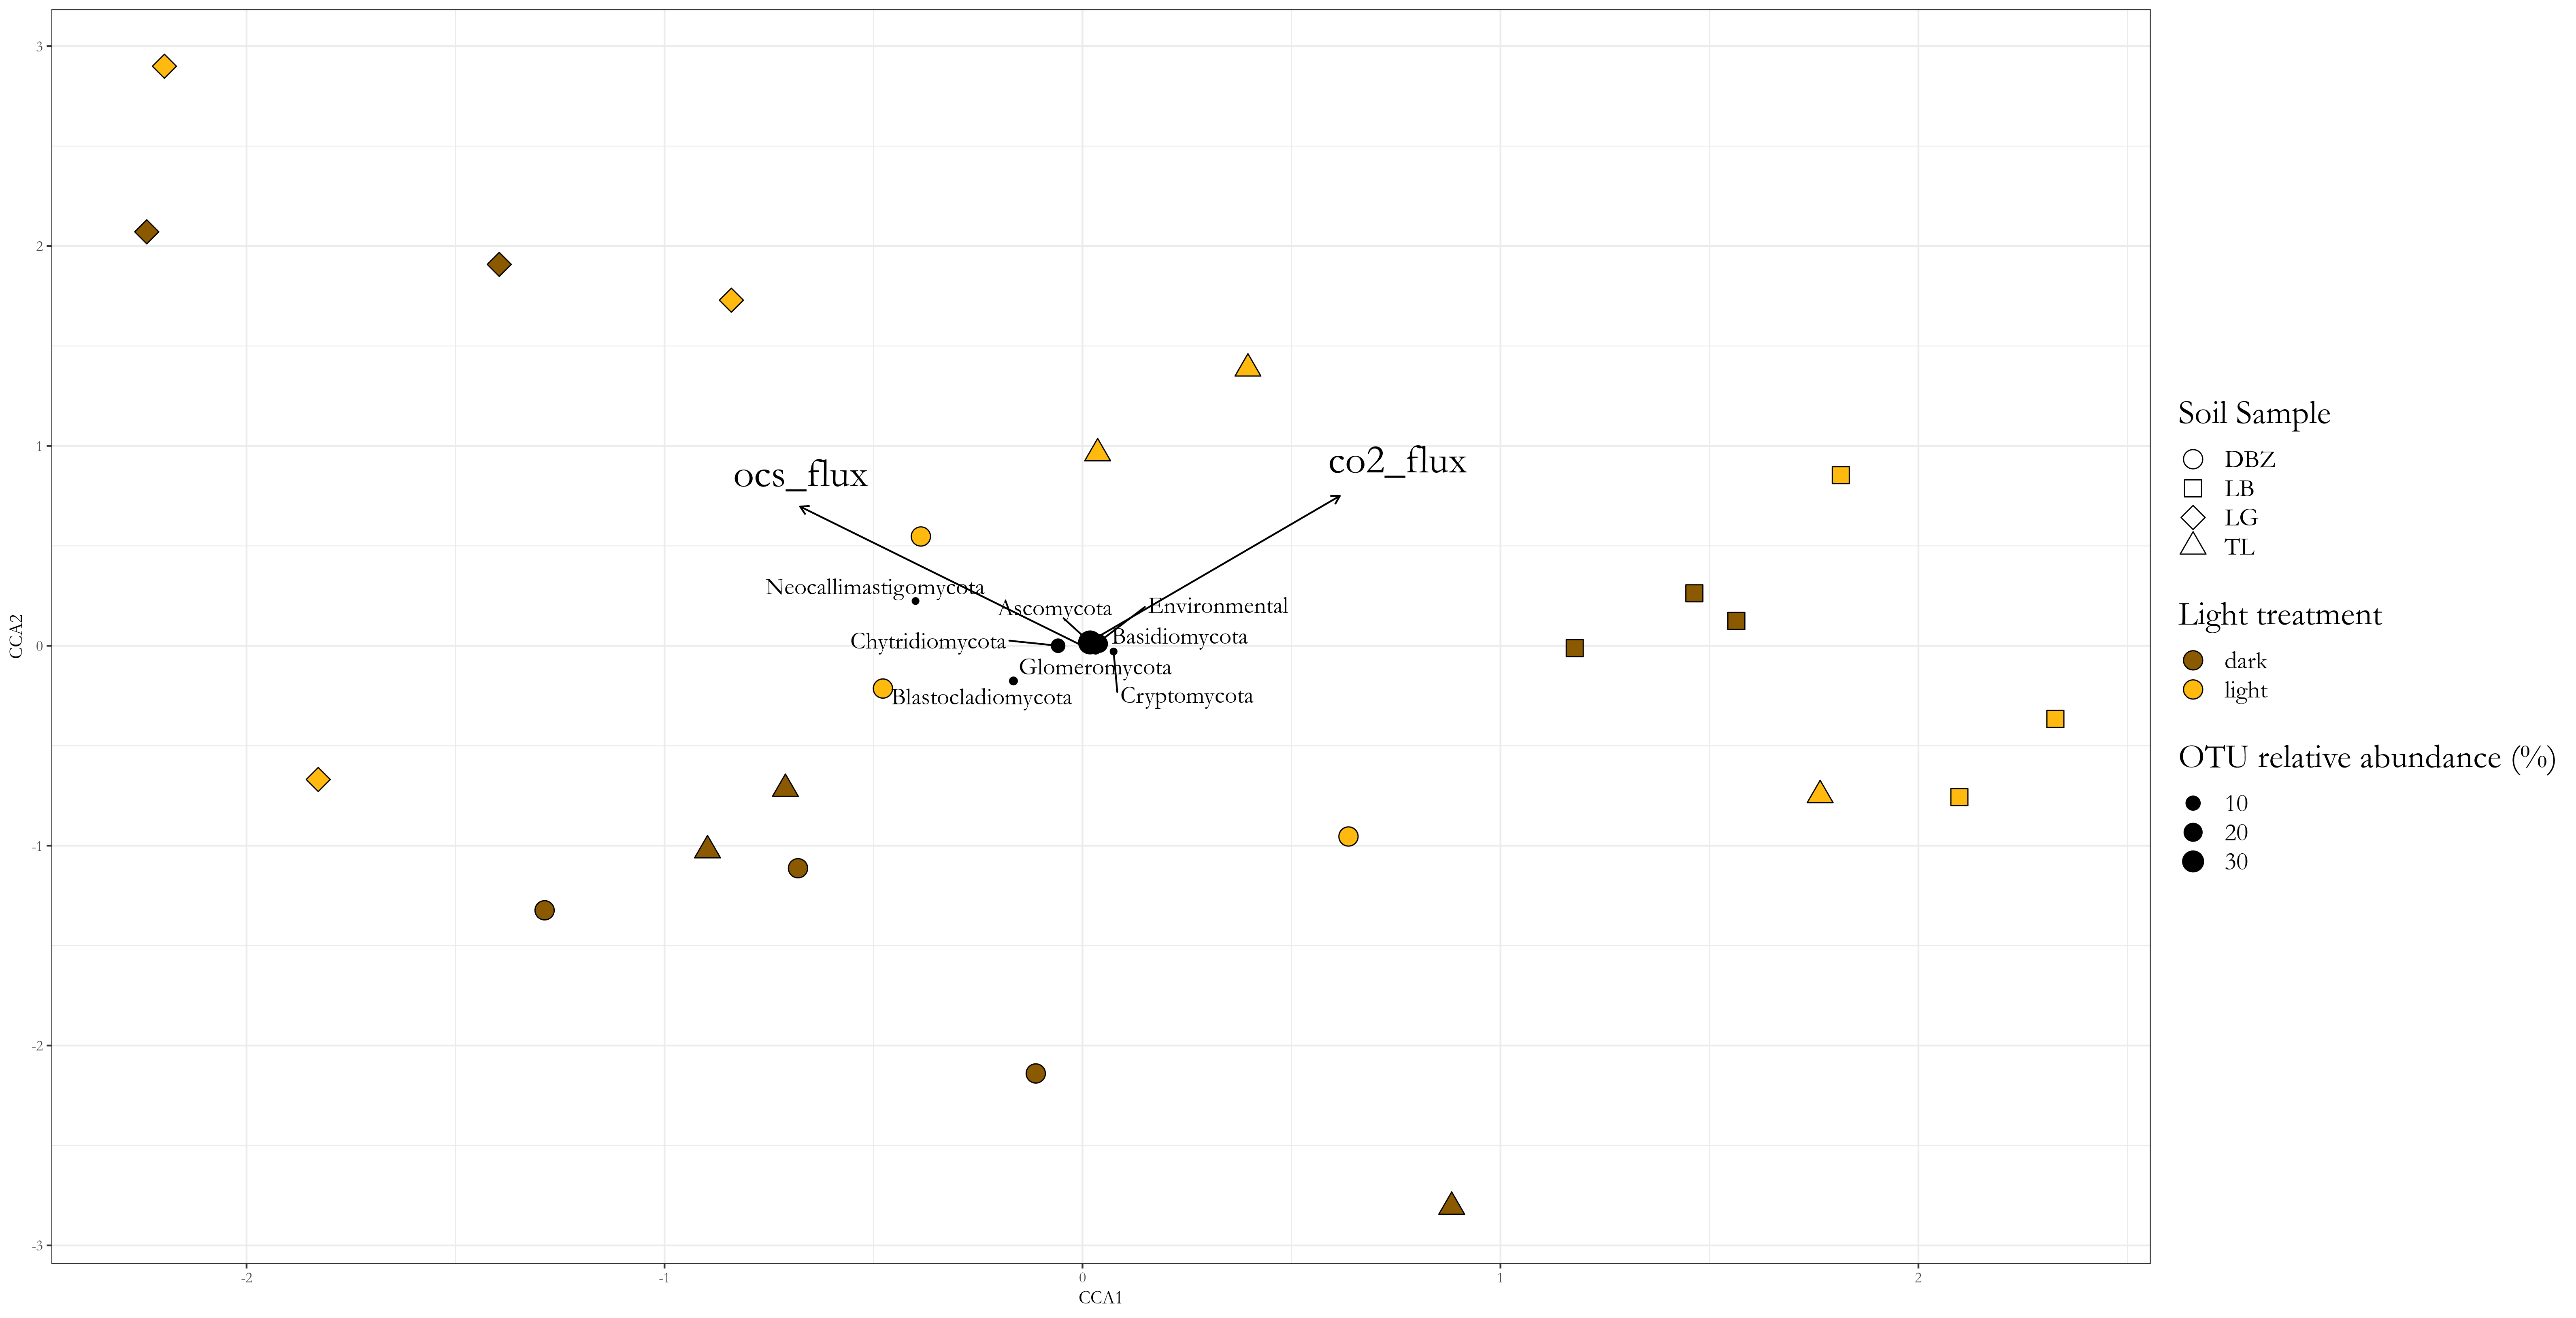 3
2
1
0
-1
-2
-3
CCA2
-2
-1
0
1
2
CCA1
ocs_flux
co2_flux
Neocallimastigomycota
Ascomycota
Environmental
Chytridiomycota
Basidiomycota
Glomeromycota
Blastocladiomycota
Cryptomycota
Soil Sample
DBZ
LB
LG
TL
Light treatment
dark
light
OTU relative abundance (%)
10
20
30